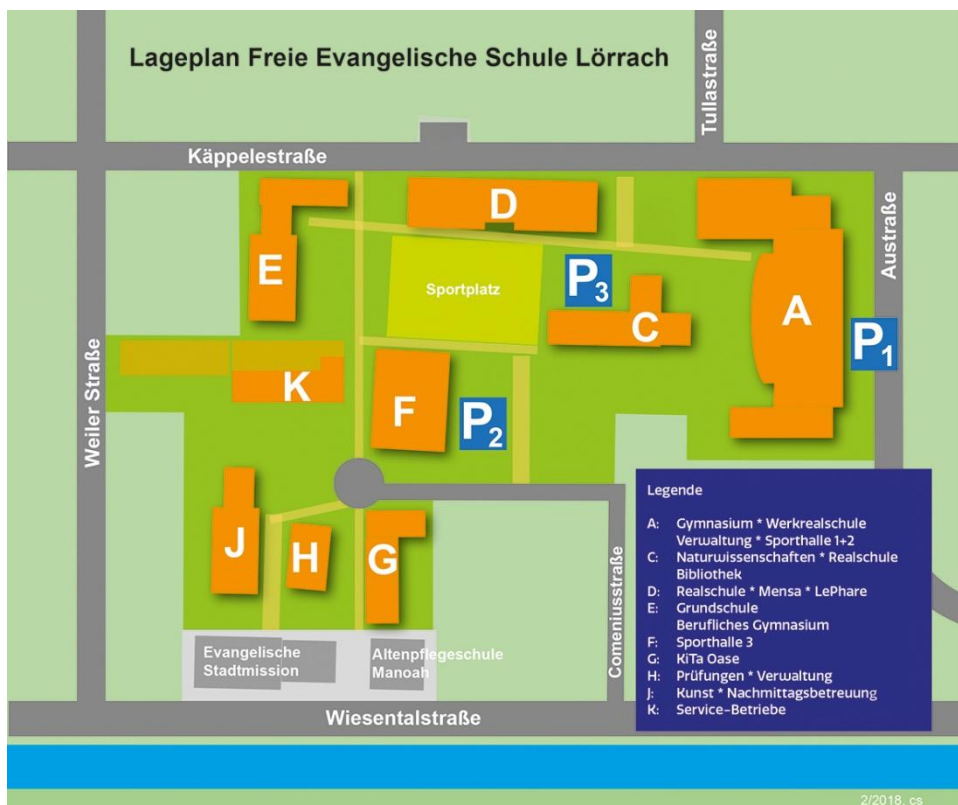 Lageplan Freie Evangelische Schule Lörrach
Tullastraße
Käppelestraße
D
E
P3
Sportplatz
A
Austraße
C
P1
Weiler Straße
K
F
P2
J
H
G
Comeniusstraße
Evangelische
Stadtmission
Altenpflegeschule
Manoah
Wiesentalstraße
Legende
A: Gymnasium * Werkrealschule
Verwaltung * Sporthalle 1+2
C: Naturwissenschaften * Realschule
Bibliothek
D: Realschule * Mensa * LePhare
E: Grundschule
Berufliches Gymnasium
F: Sporthalle 3
G: KiTa Oase
H: Prüfungen * Verwaltung
J: Kunst * Nachmittagsbetreuung
K: Service-Betriebe
2/2018, cs